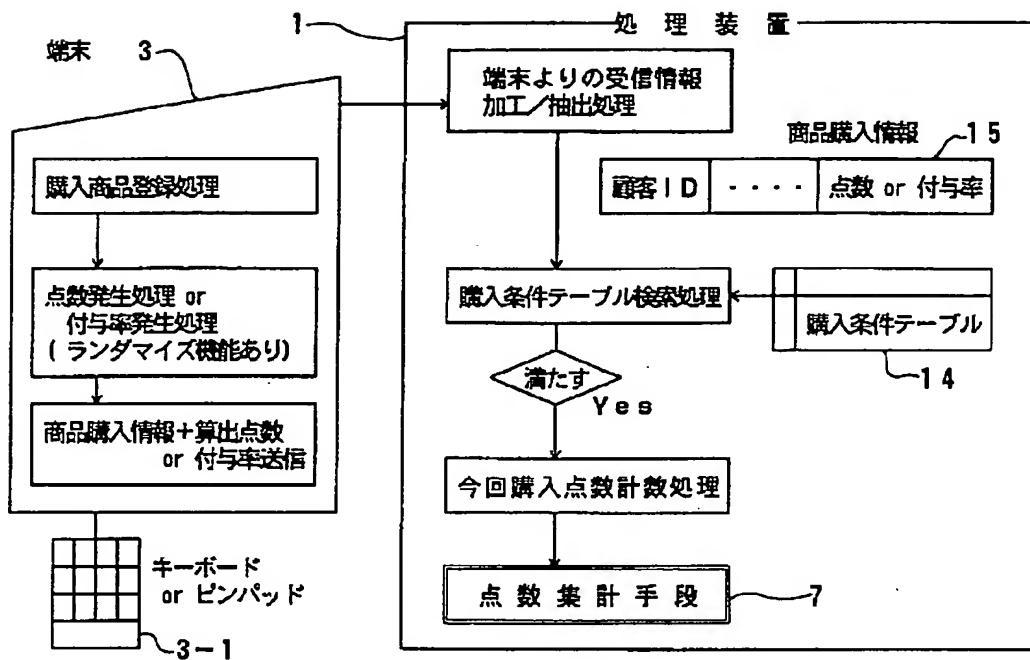 1
処理装置
端末 3
端末よりの受信情報
加工/抽出処理
商品購入情報
15
顧客ID ・・・・ 点数 or 付与率
購入商品登録処理
点数発生処理 or
付与率発生処理
(ランダマイズ機能あり)
購入条件テーブル検索処理
購入条件テーブル
14
満たす
Yes
商品購入情報+算出点数
or 付与率送信
今回購入点数計数処理
キーボード
or ピンパッド
3-1
点数集計手段
7